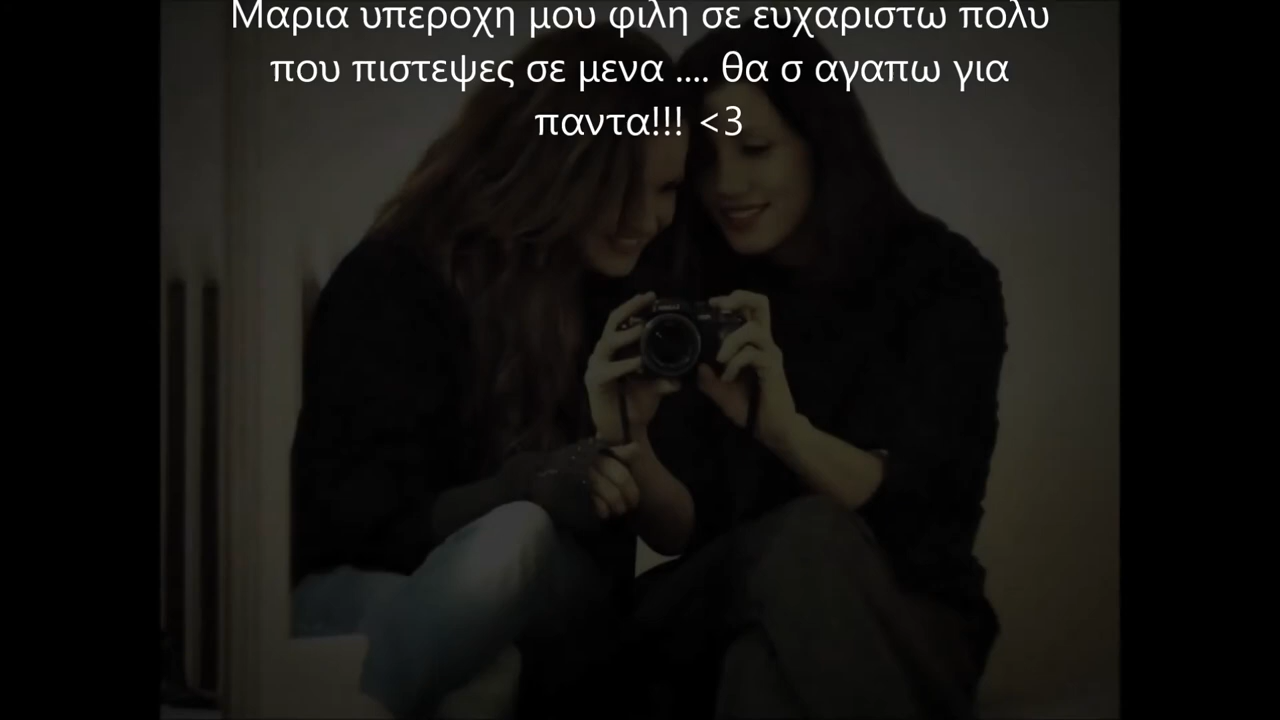 Μαρια υπεροχη μου φιλη σε ευχαριστω πολυ
που πιστεψες σε μενα .... θα σ αγαπω για
παντα!!! <3